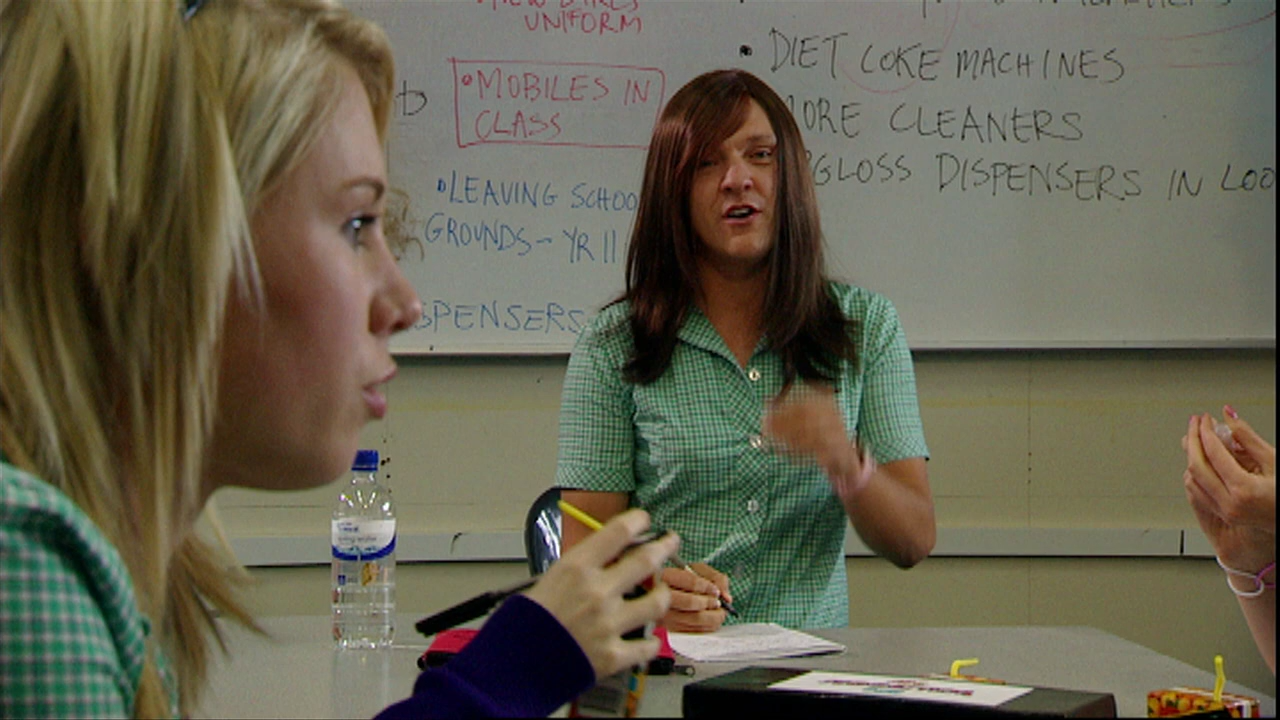 UNIFORM
• MOBILES IN
CLASS
• LEAVING SCHOO
GROUNDS - YR 11
SPENSERS
• DIET COKE MACHINES
ORE CLEANERS
GLOSS DISPENSERS IN LOO